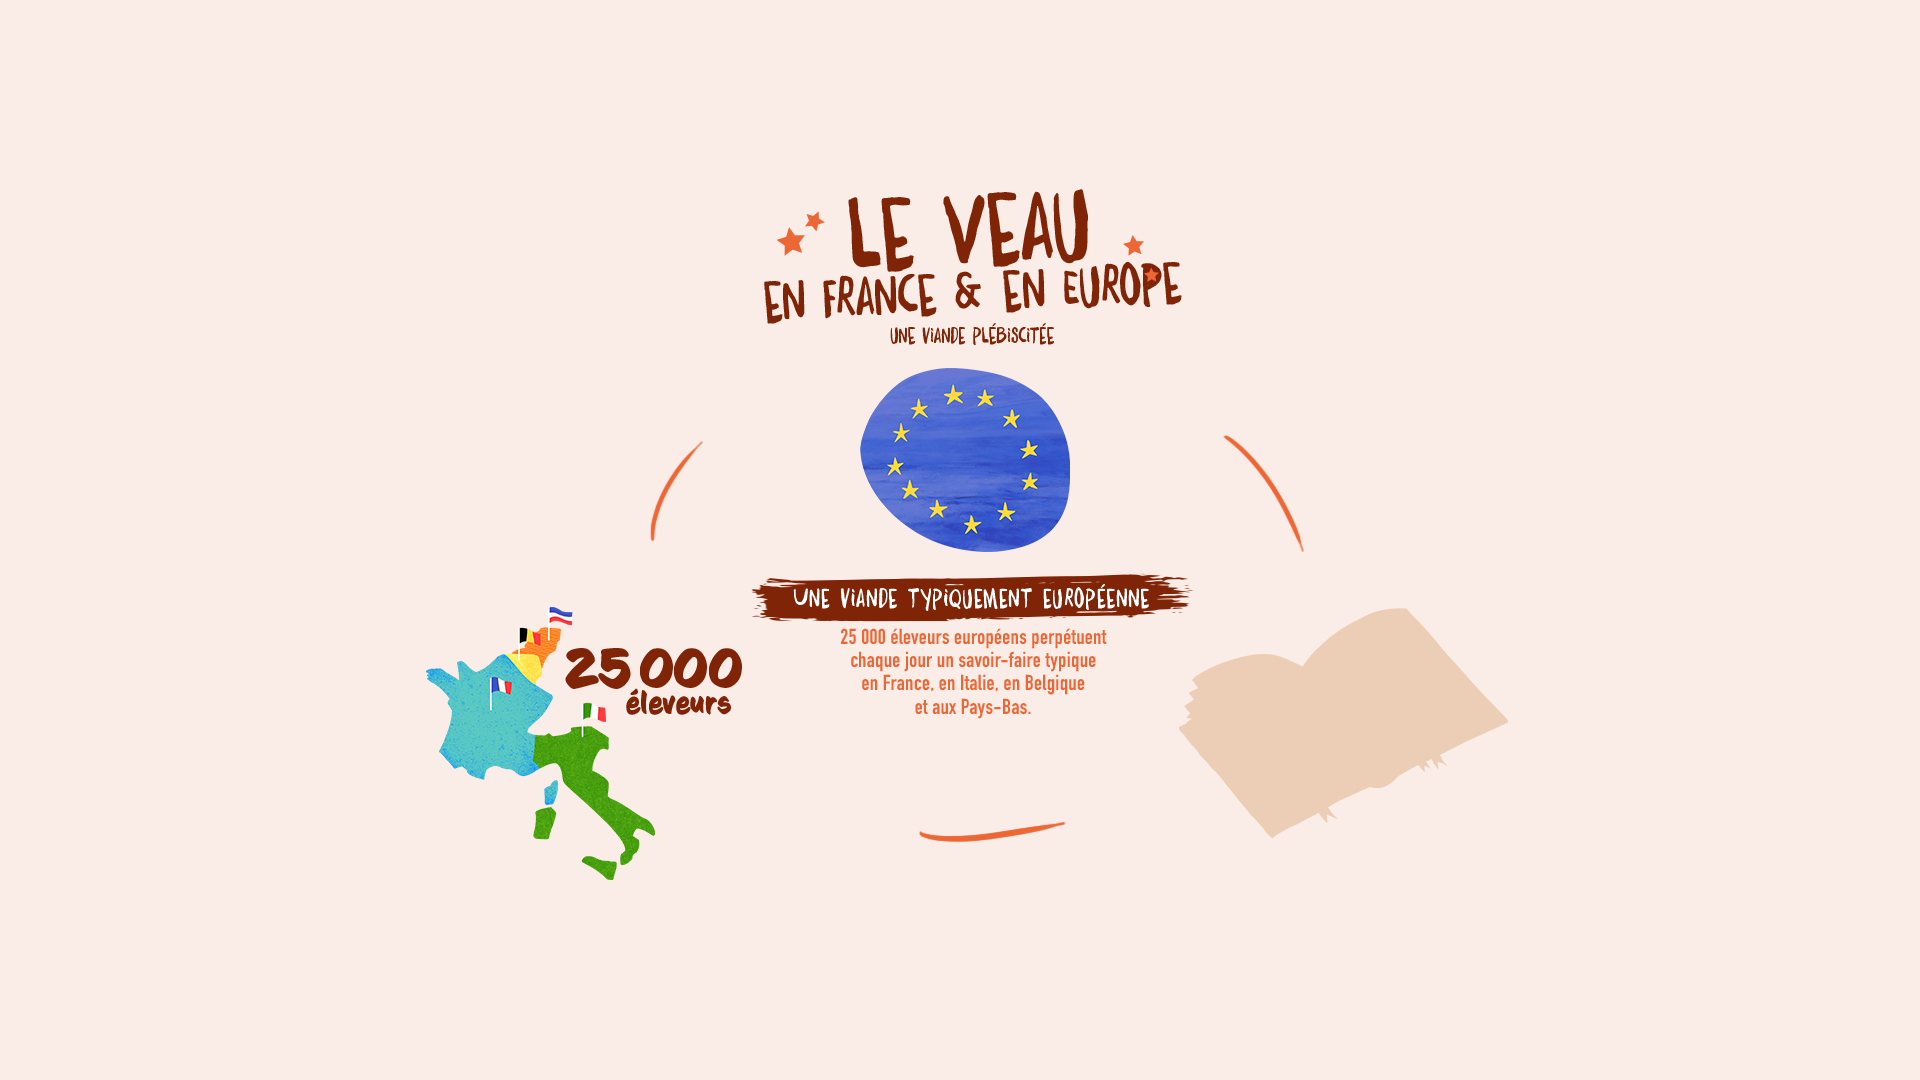 LE VEAU
EN FRANCE & EN EUROPE
UNE VIANDE PLÉBISCITÉE
UNE VIANDE TYPIQUEMENT EUROPÉENNE
25 000 éleveurs européens perpétuent
chaque jour un savoir-faire typique
en France, en Italie, en Belgique
et aux Pays-Bas.
25 000
éleveurs